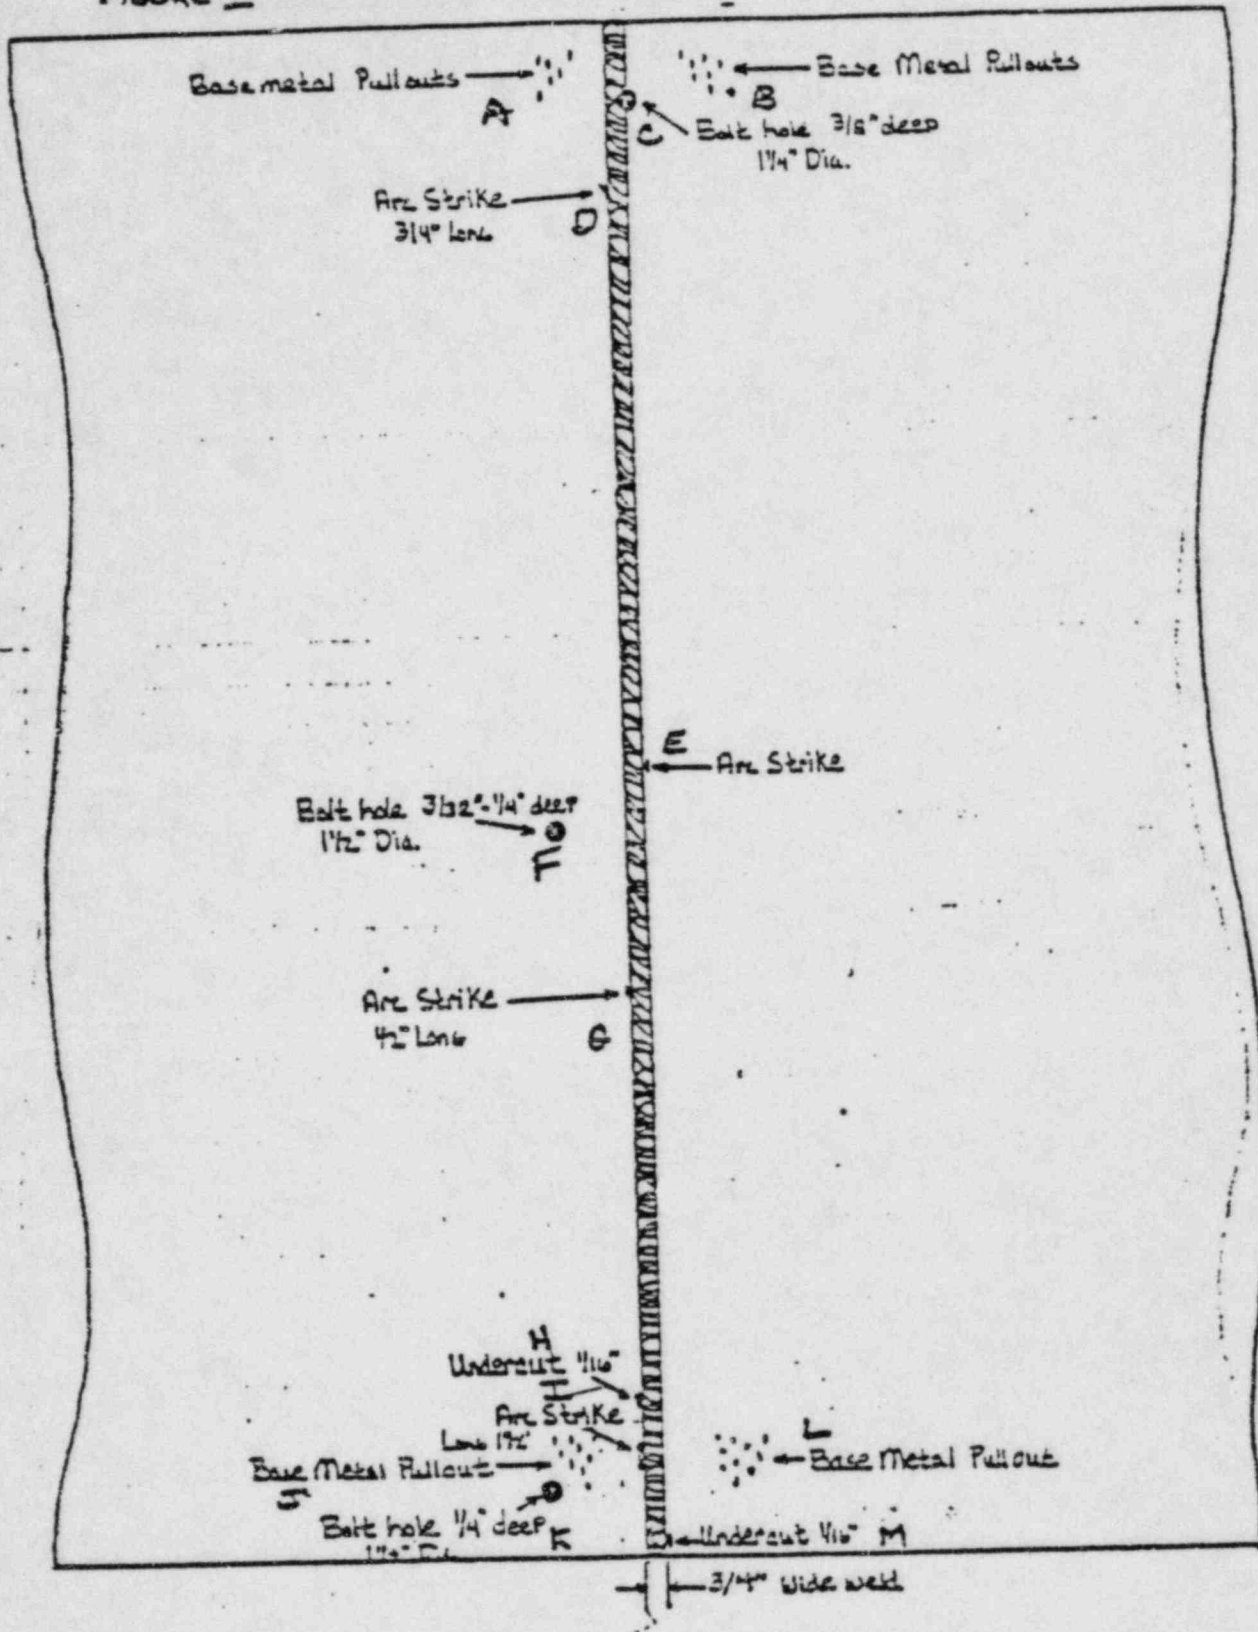 Base metal Pullouts
A
Base Metal Pullouts
B
C
Bolt hole 3/8" deep
1 1/4" Dia.
Arc Strike
3/4" Long
D
E
Arc Strike
Bolt hole 3/32"-1/4" deep
1 1/2" Dia.
F
Arc Strike
1/2" Long
G
H
Undercut 1/16"
I
Arc Strike
Long 1 1/2"
Base Metal Pullout
J
L
Base Metal Pullout
Bolt hole 1/4" deep
K
Undercut 1/16" M
3/4" wide weld